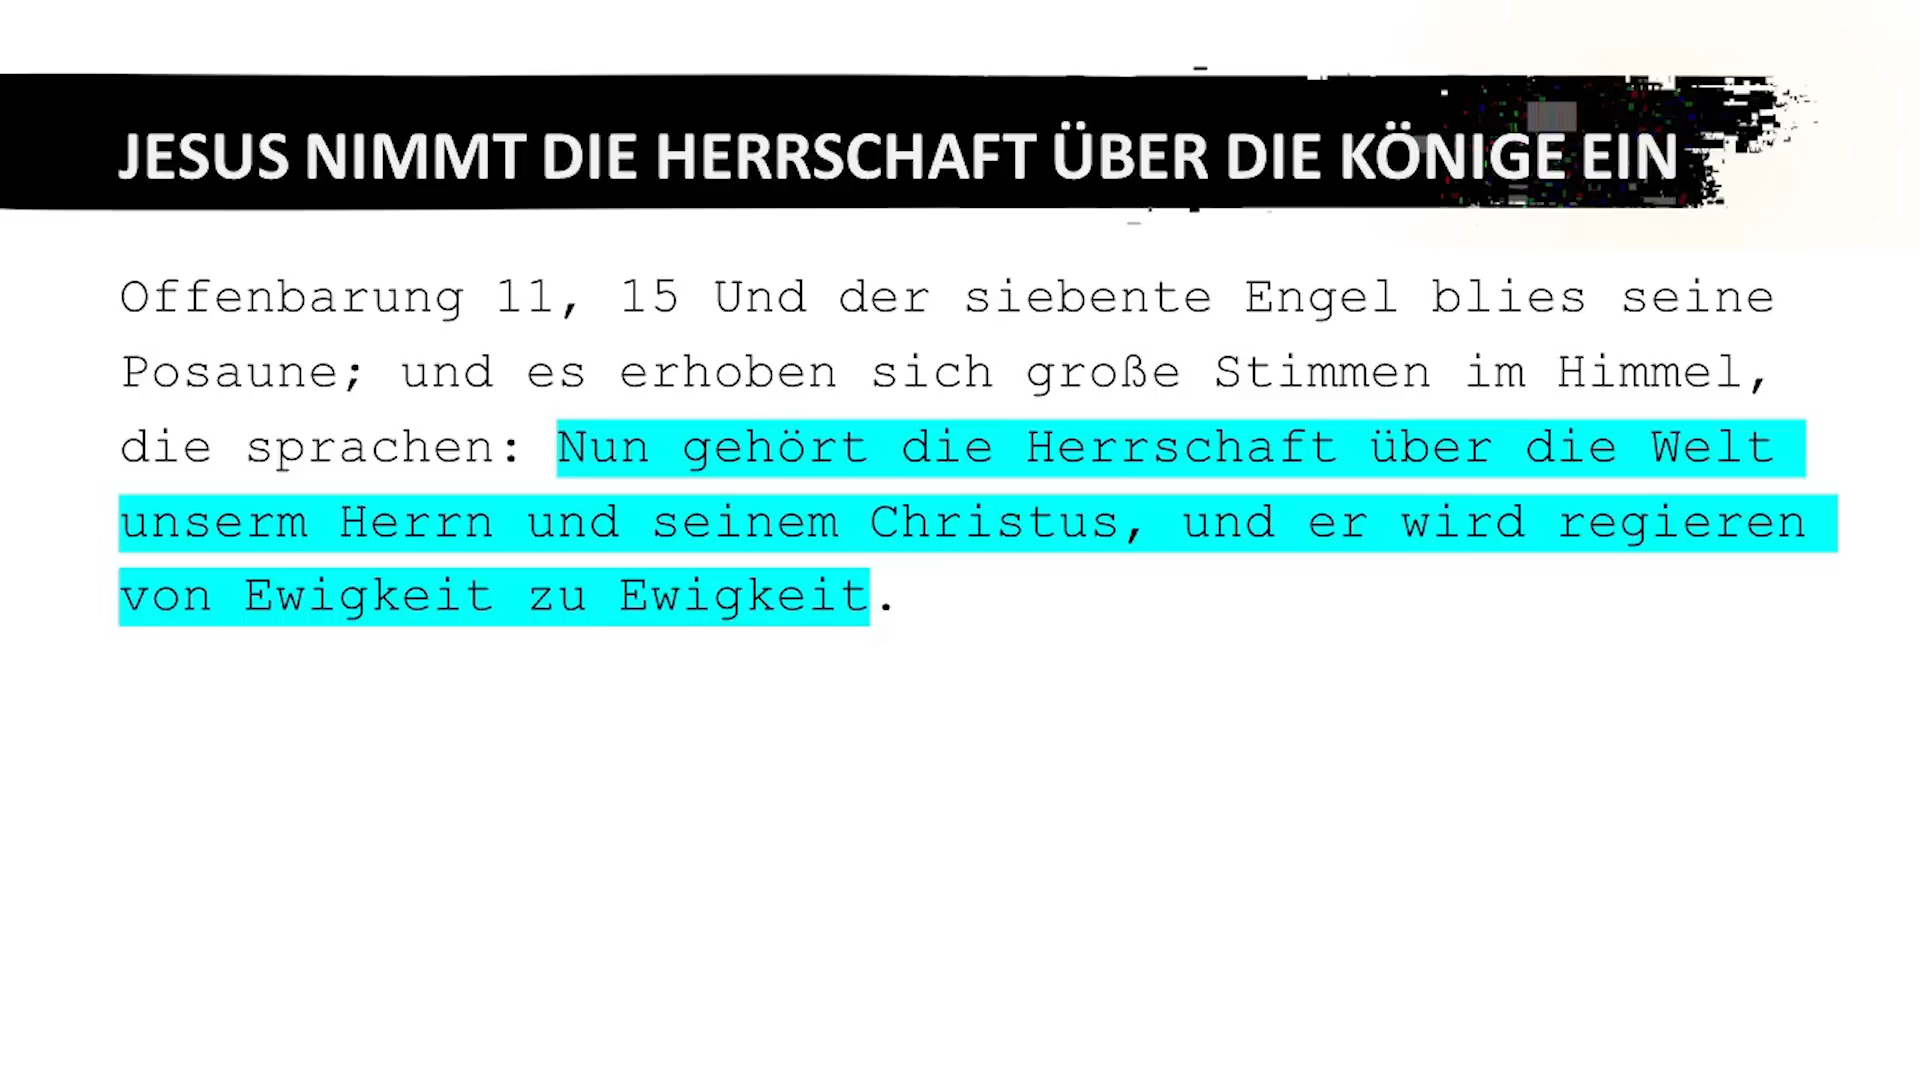 JESUS NIMMT DIE HERRSCHAFT ÜBER DIE KÖNIGE EIN
Offenbarung 11, 15 Und der siebente Engel blies seine
Posaune; und es erhoben sich große Stimmen im Himmel,
die sprachen: Nun gehört die Herrschaft über die Welt
unserm Herrn und seinem Christus, und er wird regieren
von Ewigkeit zu Ewigkeit.